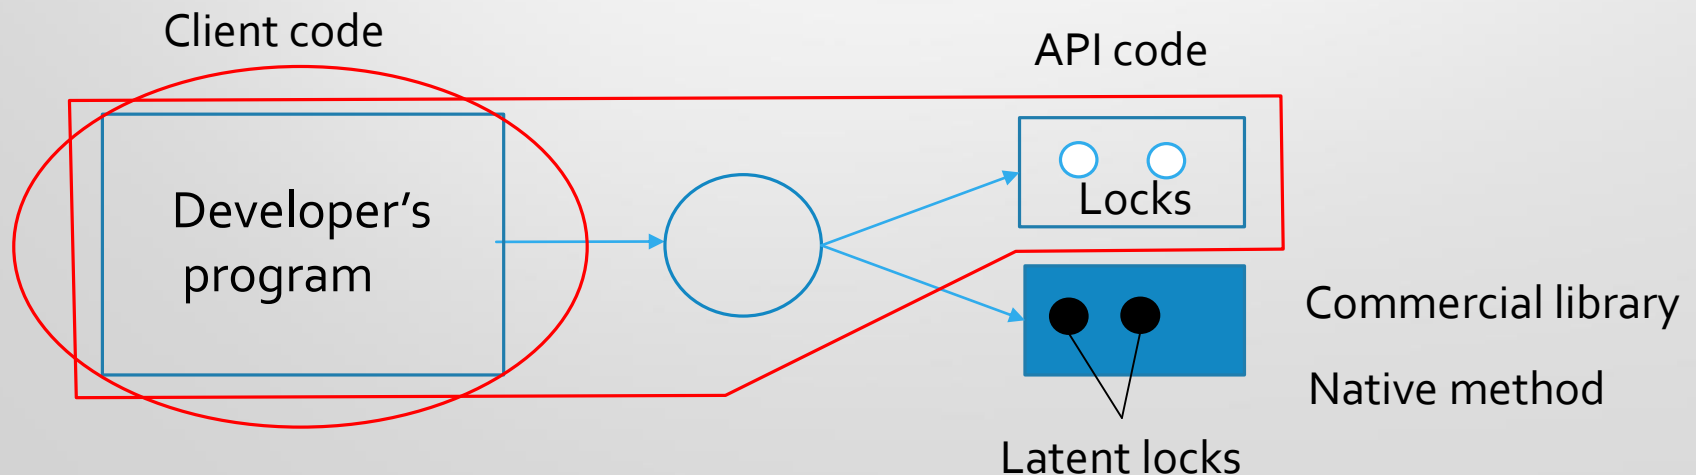 Client code
API code
Developer‘s
program
Locks
Commercial library
Native method
Latent locks